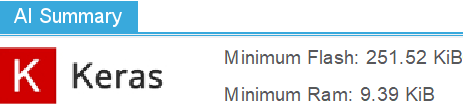 AI Summary
K Keras
Minimum Flash: 251.52 KiB
Minimum Ram: 9.39 KiB